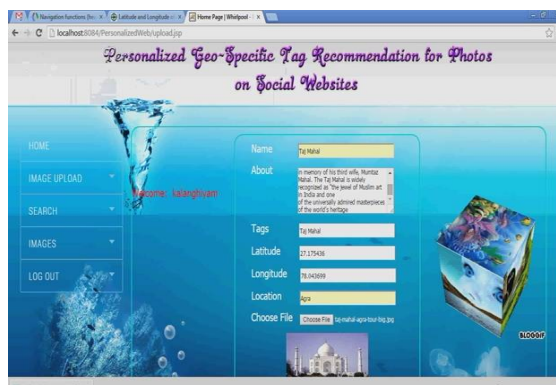 Navigation functions (ho
Latitude and Longitude o
Home Page | Whirlpool - I
localhost:8084/PersonalizedWeb/upload.jsp
Personalized Geo-Specific Tag Recommendation for Photos
on Social Websites
HOME
IMAGE UPLOAD
SEARCH
IMAGES
LOG OUT
Welcome: kalanghiyam
Name Taj Mahal
About in memory of his third wife, Mumtaz
Mahal. The Taj Mahal is widely
recognized as "the jewel of Muslim art
in India and one
of the universally admired masterpieces
of the world's heritage
Tags Taj Mahal
Latitude 27.175436
Longitude 78.043699
Location Agra
Choose File Choose File taj-mahal-agra-tour-big.jpg
BLOGGIF